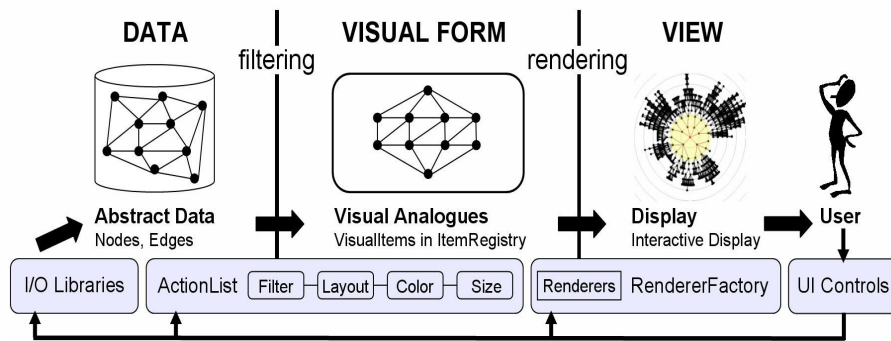 DATA
VISUAL FORM
VIEW
filtering
rendering
Abstract Data
Nodes, Edges
Visual Analogues
VisualItems in ItemRegistry
Display
Interactive Display
User
I/O Libraries
ActionList
Filter
Layout
Color
Size
Renderers
RendererFactory
UI Controls